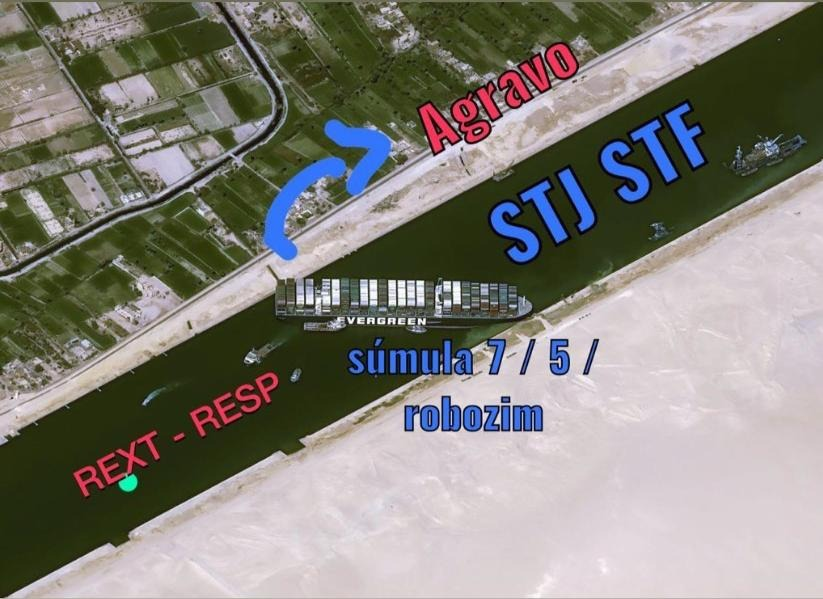 Agravo
STJ STF
EVERGREEN
súmula 7 / 5 /
robozim
REXT - RESP